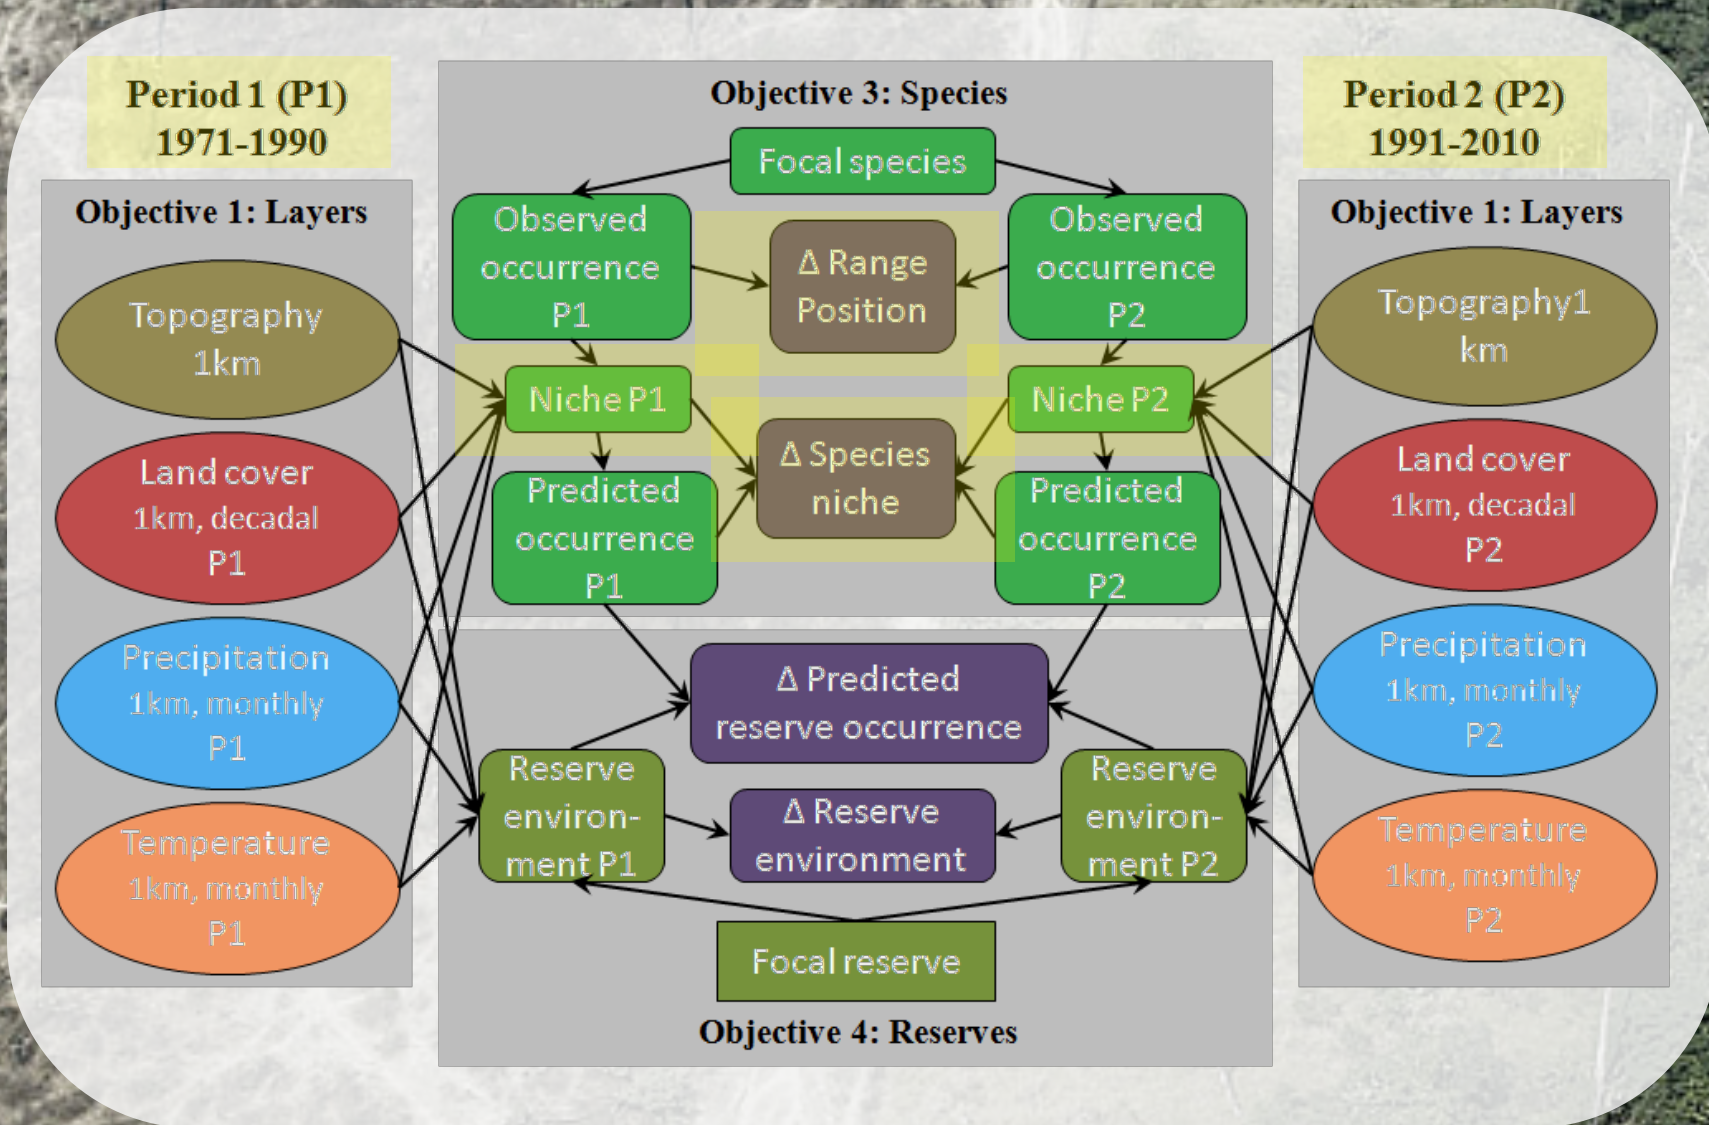 Period 1 (P1)
1971-1990
Objective 1: Layers
Topography
1km
Land cover
1km, decadal
P1
Precipitation
1km, monthly
P1
Temperature
1km, monthly
P1
Objective 3: Species
Focal species
Observed
occurrence
P1
Δ Range
Position
Observed
occurrence
P2
Niche P1
Niche P2
Δ Species
niche
Predicted
occurrence
P1
Predicted
occurrence
P2
Δ Predicted
reserve occurrence
Reserve
environ-
ment P1
Δ Reserve
environment
Reserve
environ-
ment P2
Focal reserve
Objective 4: Reserves
Period 2 (P2)
1991-2010
Objective 1: Layers
Topography1
km
Land cover
1km, decadal
P2
Precipitation
1km, monthly
P2
Temperature
1km, monthly
P2